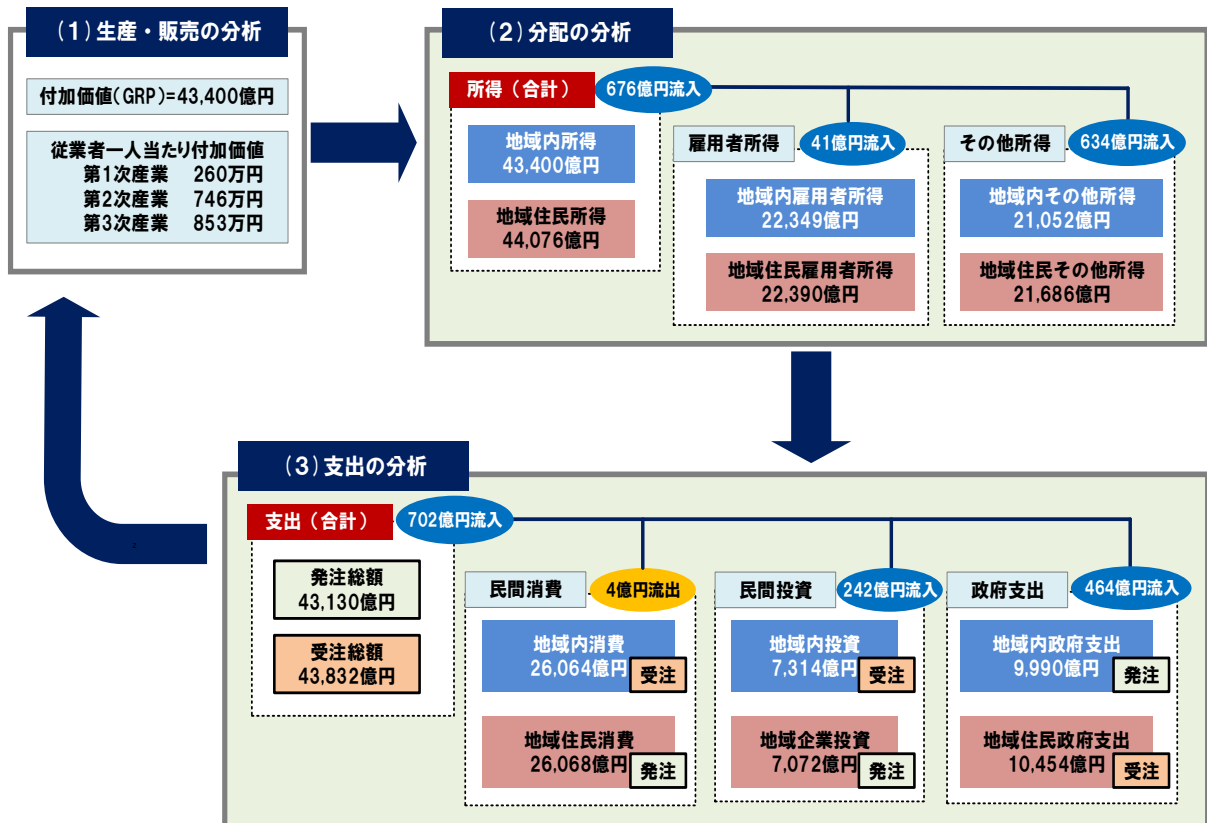 (1)生産・販売の分析
付加価値(GRP)=43,400億円
従業者一人当たり付加価値
第1次産業 260万円
第2次産業 746万円
第3次産業 853万円
(2)分配の分析
所得(合計)
676億円流入
地域内所得
43,400億円
地域住民所得
44,076億円
雇用者所得
41億円流入
地域内雇用者所得
22,349億円
地域住民雇用者所得
22,390億円
その他所得
634億円流入
地域内その他所得
21,052億円
地域住民その他所得
21,686億円
(3)支出の分析
支出(合計)
702億円流入
発注総額
43,130億円
受注総額
43,832億円
民間消費
4億円流出
地域内消費
26,064億円
受注
地域住民消費
26,068億円
発注
民間投資
242億円流入
地域内投資
7,314億円
受注
地域企業投資
7,072億円
発注
政府支出
464億円流入
地域内政府支出
9,990億円
発注
地域住民政府支出
10,454億円
受注